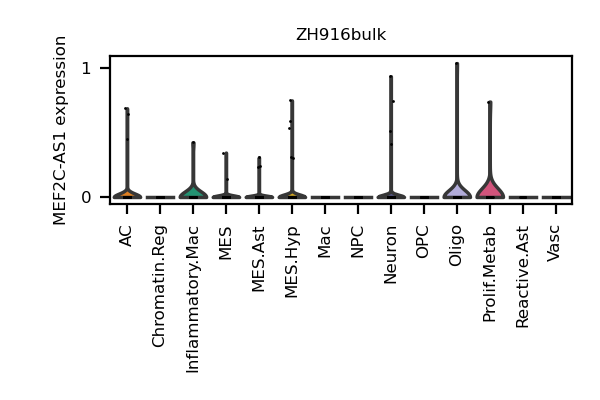 ZH916bulk
MEF2C-AS1 expression
1
0
AC
Chromatin.Reg
Inflammatory.Mac
MES
MES.Ast
MES.Hyp
Mac
NPC
Neuron
OPC
Oligo
Prolif.Metab
Reactive.Ast
Vasc